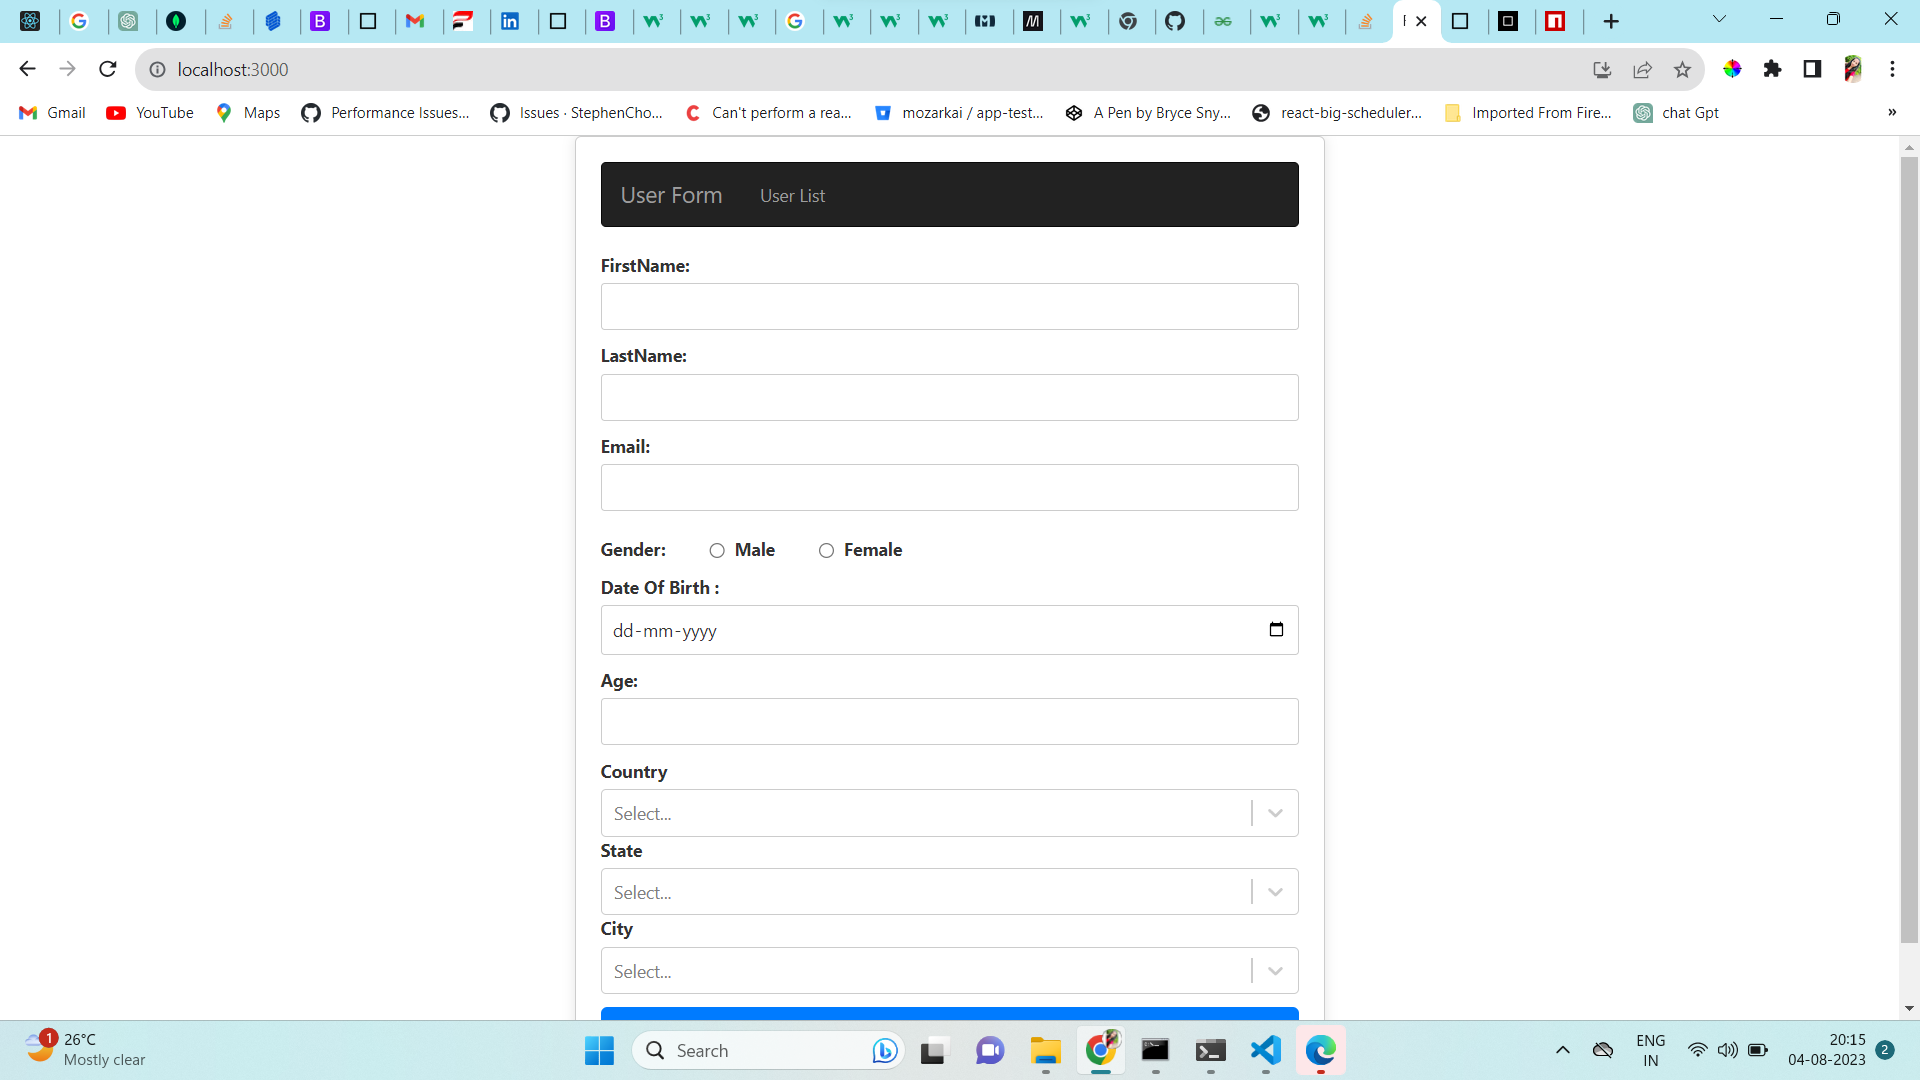 localhost:3000
Gmail YouTube Maps Performance Issues... Issues · StephenCho... Can't perform a rea... mozarkai / app-test... A Pen by Bryce Sny... react-big-scheduler... Imported From Fire... chat Gpt »
User Form User List
FirstName:
LastName:
Email:
Gender: Male Female
Date Of Birth :
dd-mm-yyyy
Age:
Country
Select...
State
Select...
City
Select...
1 26°C
Mostly clear
Search
ENG
IN
20:15
04-08-2023
2